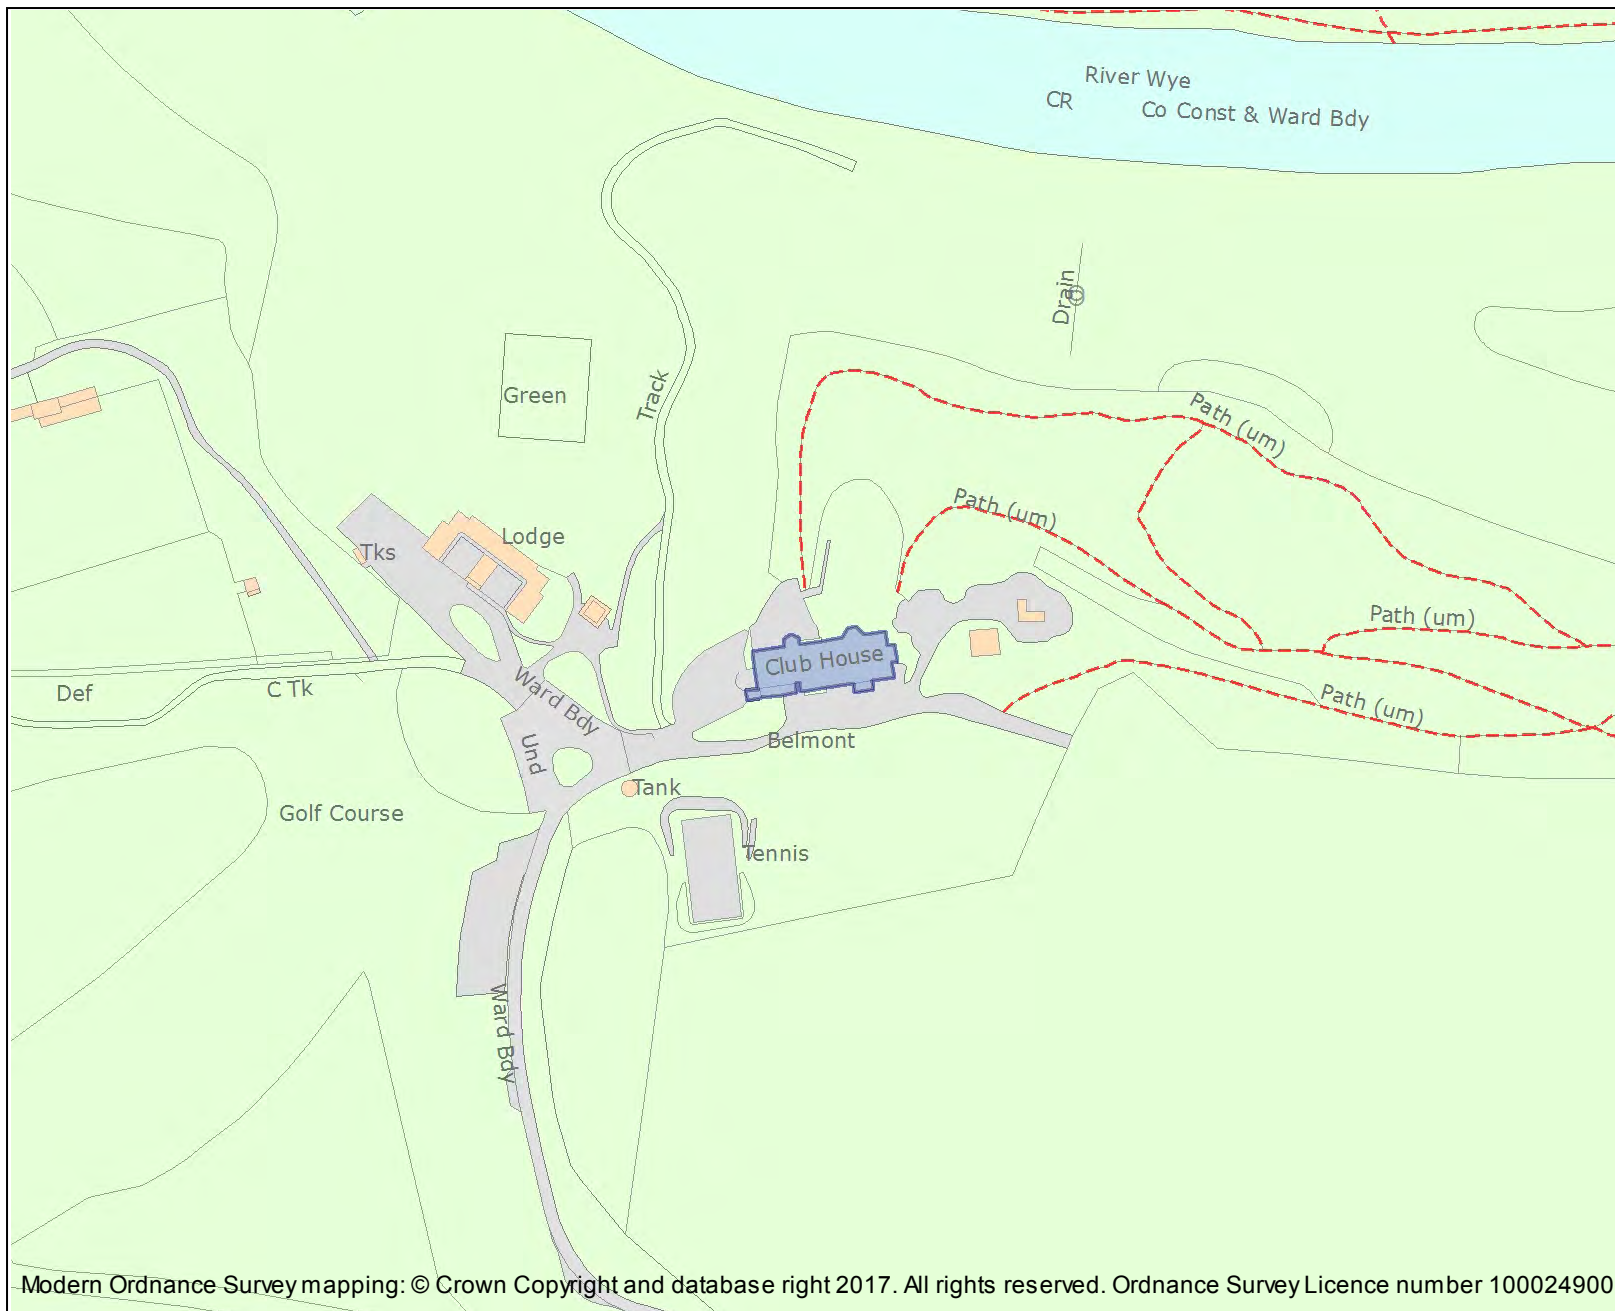 River Wye
CR
Co Const & Ward Bdy
Drain
Green
Track
Path (um)
Path (um)
Lodge
Tks
Path (um)
Club House
Def
C Tk
Ward Bdy
Path (um)
Und
Belmont
Tank
Golf Course
Tennis
Ward Bdy
Modern Ordnance Survey mapping: © Crown Copyright and database right 2017. All rights reserved. Ordnance Survey Licence number 100024900